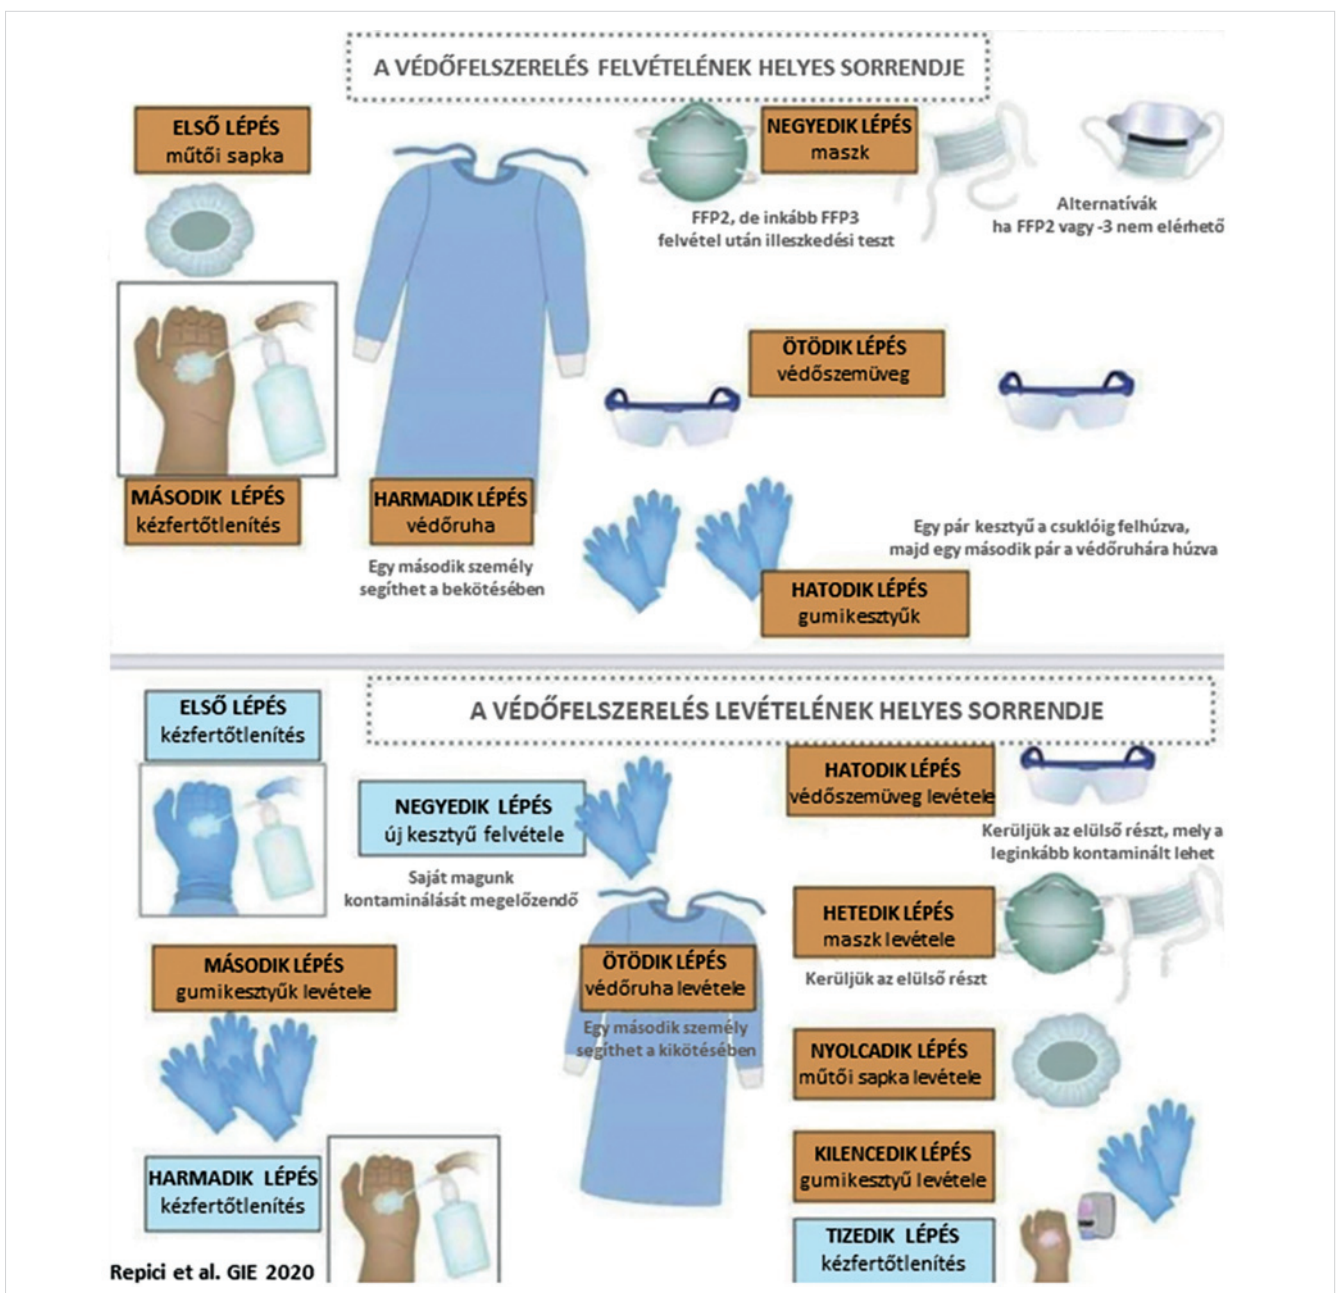 A VÉDŐFELSZERELÉS FELVÉTELÉNEK HELYES SORRENDJE
ELSŐ LÉPÉS
műtői sapka
MÁSODIK LÉPÉS
kézfertőtlenítés
HARMADIK LÉPÉS
védőruha
Egy második személy
segíthet a bekötésében
NEGYEDIK LÉPÉS
maszk
FFP2, de inkább FFP3
felvétel után illeszkedési teszt
Alternatívák
ha FFP2 vagy -3 nem elérhető
ÖTÖDIK LÉPÉS
védőszemüveg
HATODIK LÉPÉS
gumikesztyűk
Egy pár kesztyű a csuklóig felhúzva,
majd egy második pár a védőruhára húzva
A VÉDŐFELSZERELÉS LEVÉTELÉNEK HELYES SORRENDJE
ELSŐ LÉPÉS
kézfertőtlenítés
MÁSODIK LÉPÉS
gumikesztyűk levétele
HARMADIK LÉPÉS
kézfertőtlenítés
NEGYEDIK LÉPÉS
új kesztyű felvétele
Saját magunk
kontaminálását megelőzendő
ÖTÖDIK LÉPÉS
védőruha levétele
Egy második személy
segíthet a kikötésében
HATODIK LÉPÉS
védőszemüveg levétele
Kerüljük az elülső részt, mely a
leginkább kontaminált lehet
HETEDIK LÉPÉS
maszk levétele
Kerüljük az elülső részt
NYOLCADIK LÉPÉS
műtői sapka levétele
KILENCEDIK LÉPÉS
gumikesztyű levétele
TIZEDIK LÉPÉS
kézfertőtlenítés
Repici et al. GIE 2020